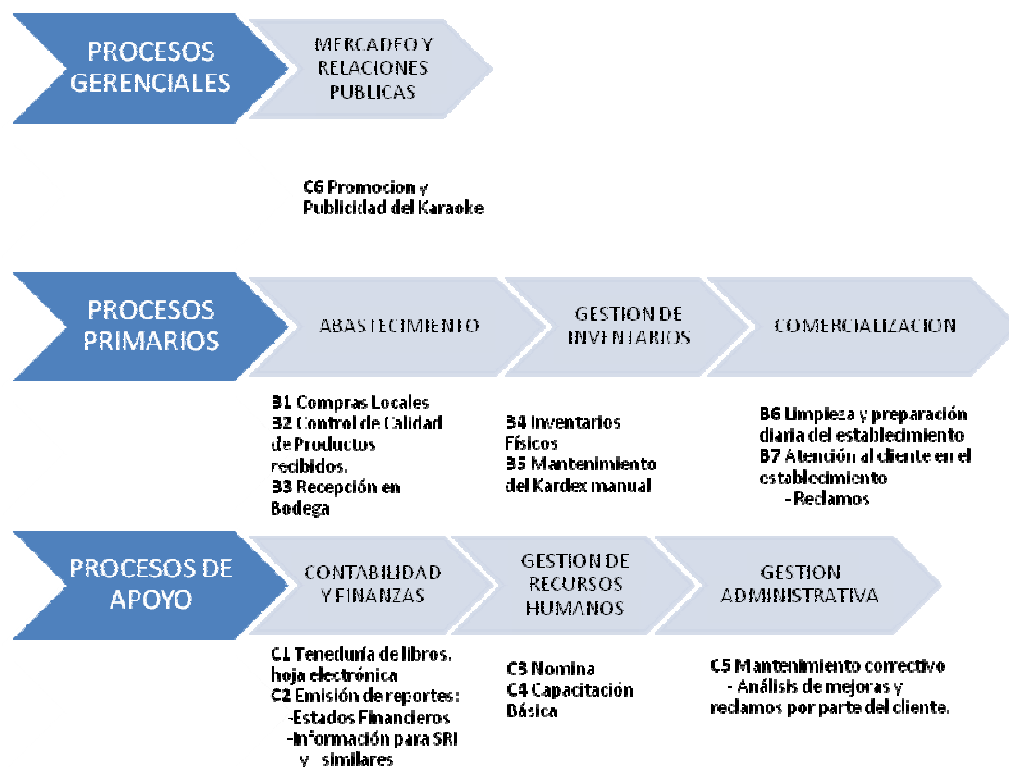 PROCESOS
GERENCIALES
MERCADEO Y
RELACIONES
PUBLICAS
C6 Promocion y
Publicidad del Karaoke
PROCESOS
PRIMARIOS
ABASTECIMIENTO
GESTION DE
INVENTARIOS
COMERCIALIZACION
B1 Compras Locales
B2 Control de Calidad
de Productos
recibidos.
B3 Recepción en
Bodega
B4 Inventarios
Físicos
B5 Mantenimiento
del Kardex manual
B6 Limpieza y preparación
diaria del establecimiento
B7 Atención al cliente en el
establecimiento
-Reclamos
PROCESOS DE
APOYO
CONTABILIDAD
Y FINANZAS
GESTION DE
RECURSOS
HUMANOS
GESTION
ADMINISTRATIVA
C1 Teneduría de libros,
hoja electrónica
C2 Emisión de reportes:
-Estados Financieros
-Información para SRI
y similares
C3 Nomina
C4 Capacitación
Básica
C5 Mantenimiento correctivo
- Análisis de mejoras y
reclamos por parte del cliente.